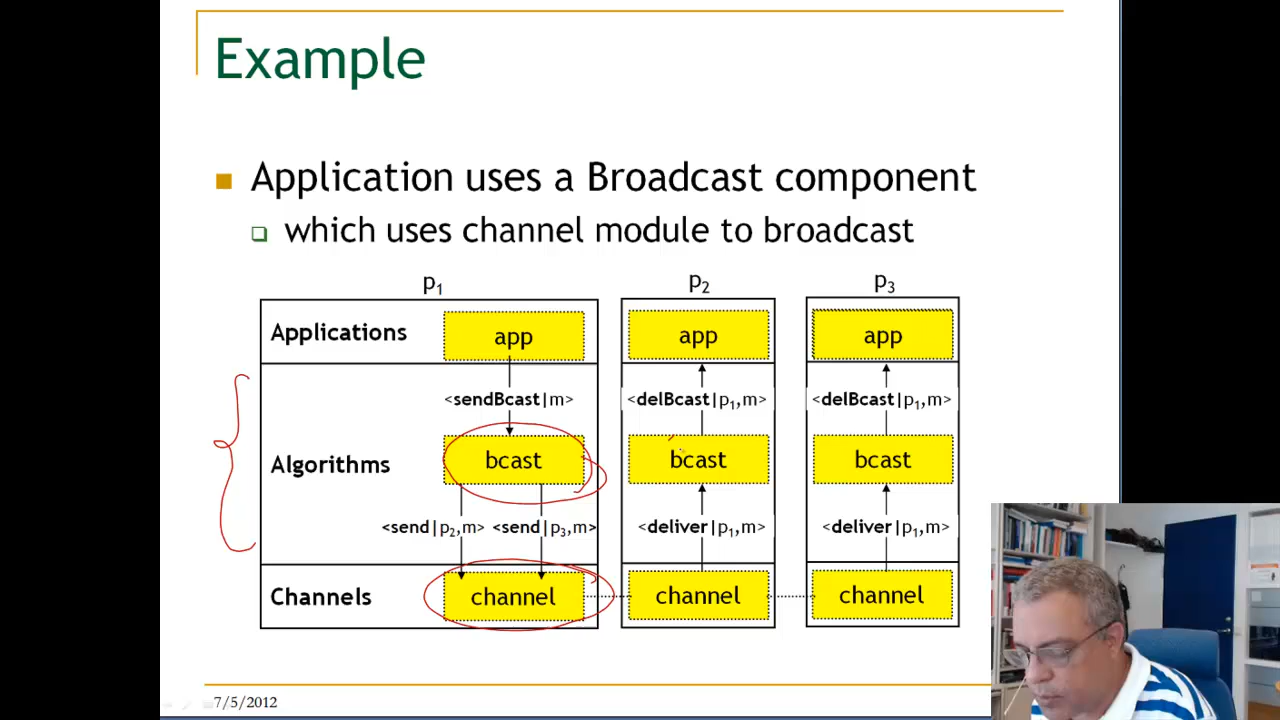 Example
Application uses a Broadcast component
which uses channel module to broadcast
p1 p2 p3
Applications app app app
<sendBcast|m> <delBcast|p1,m> <delBcast|p1,m>
Algorithms bcast bcast bcast
<send|p2,m> <send|p3,m> <deliver|p1,m> <deliver|p1,m>
Channels channel channel channel
7/5/2012